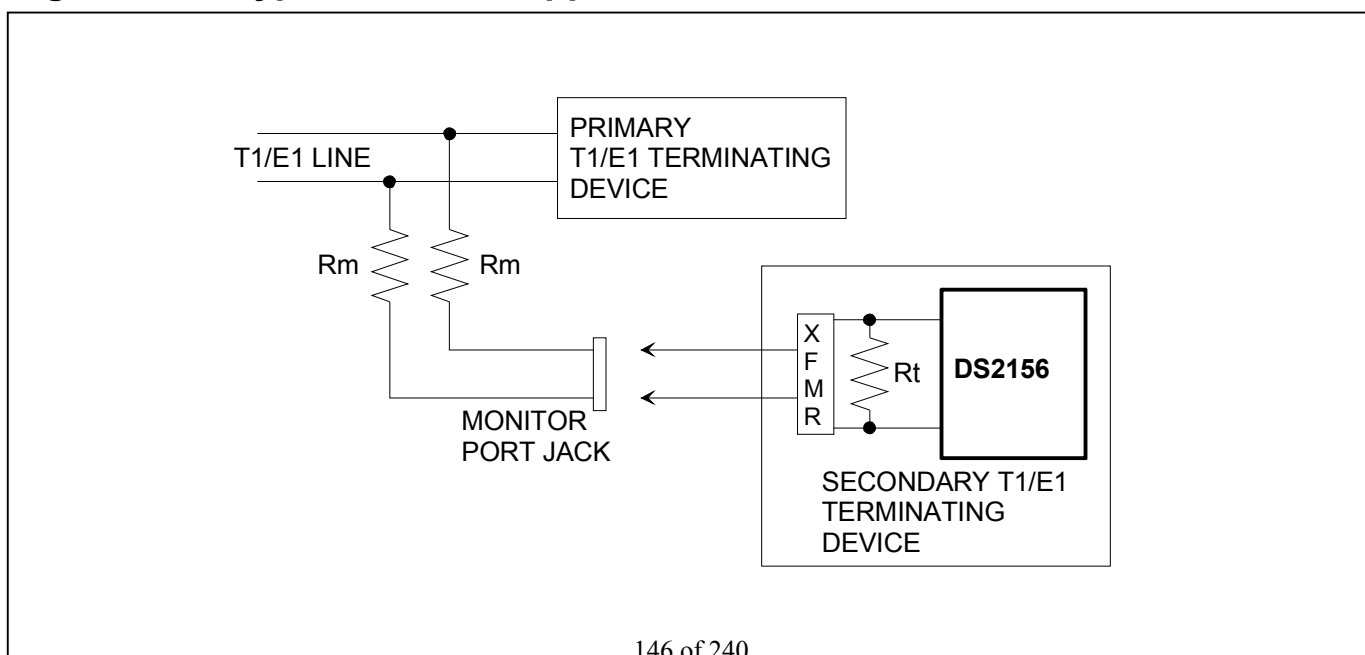 T1/E1 LINE
PRIMARY
T1/E1 TERMINATING
DEVICE
Rm
Rm
MONITOR
PORT JACK
X
F
M
R
Rt
DS2156
SECONDARY T1/E1
TERMINATING
DEVICE
146 of 240